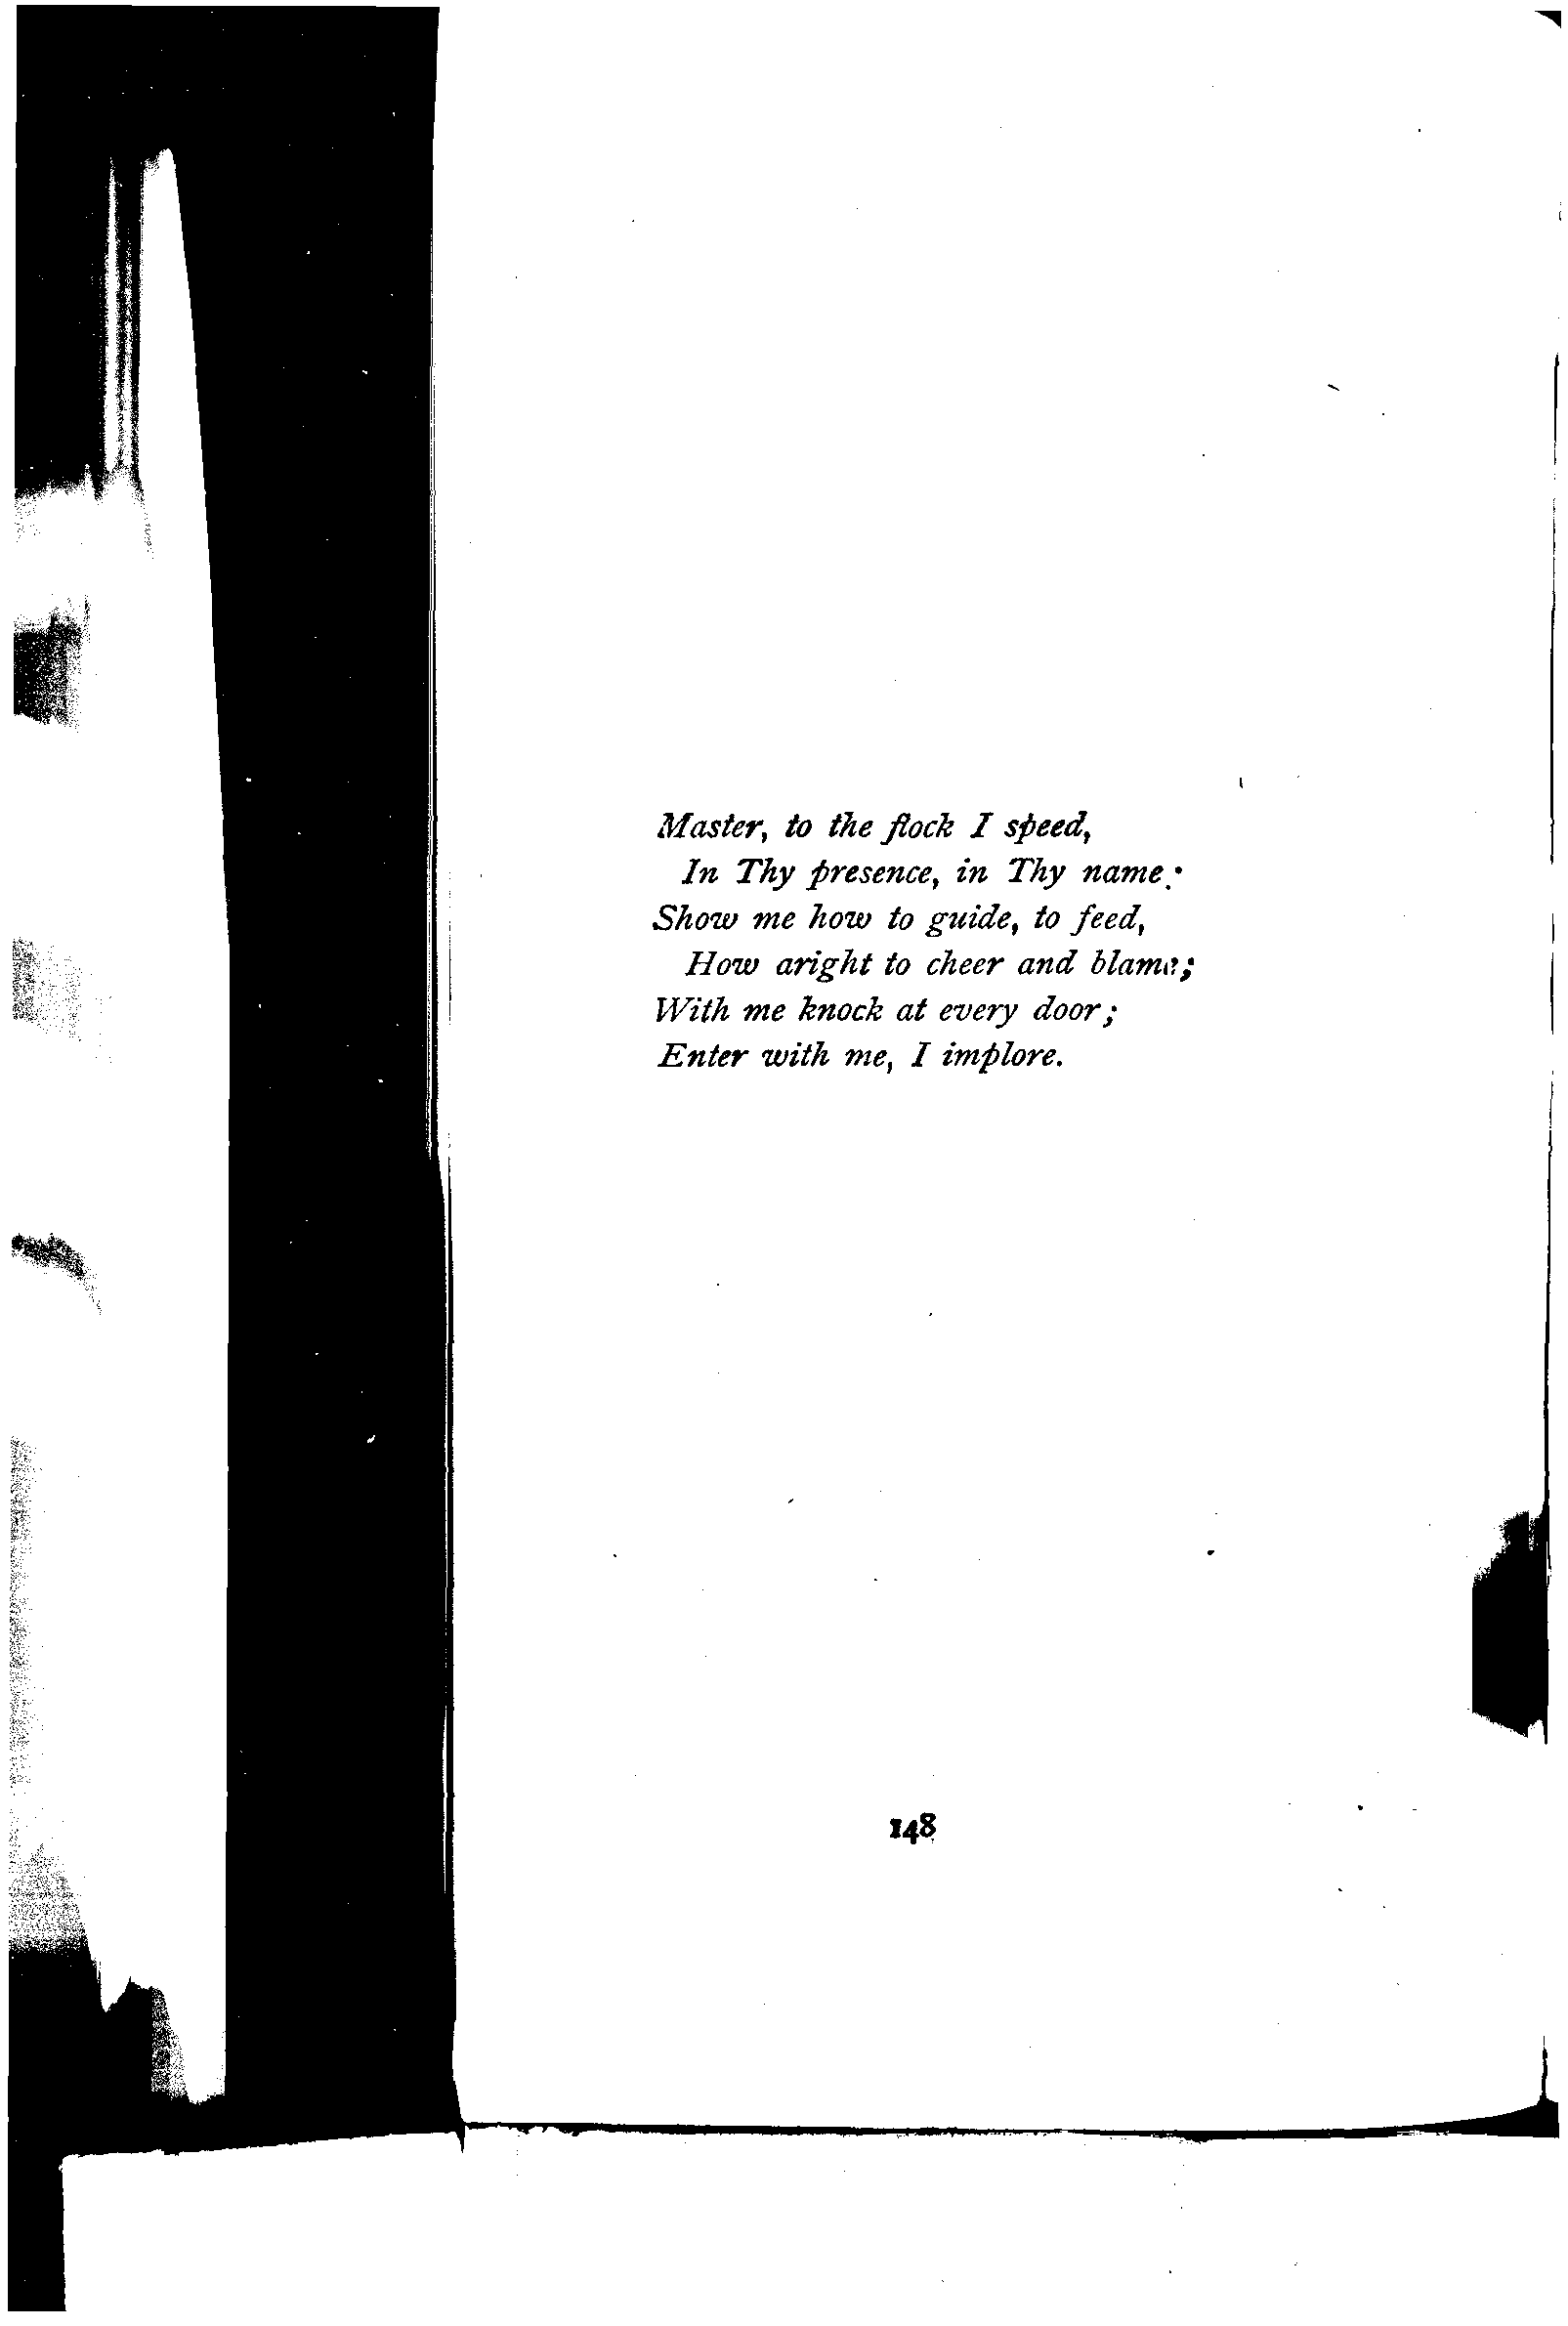 Master, to the flock I speed,
In Thy presence, in Thy name;
Show me how to guide, to feed,
How aright to cheer and blame;
With me knock at every door;
Enter with me, I implore.
148